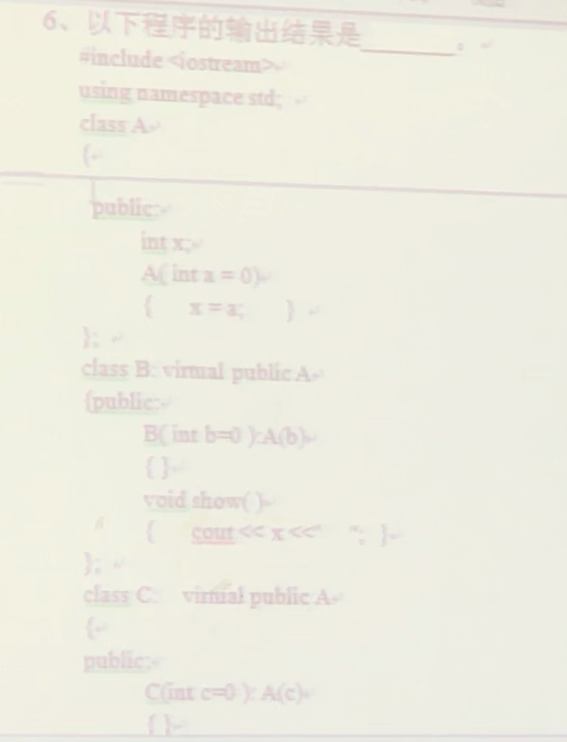 6、以下程序的输出结果是________。
#include <iostream>
using namespace std;
class A
{
public:
int x;
A( int a = 0)
{ x = a; }
};
class B: virtual public A
{public:
B( int b=0 ):A(b)
{ }
void show( )
{ cout << x <<" "; }
};
class C: virtual public A
{
public:
C(int c=0 ): A(c)
{ }